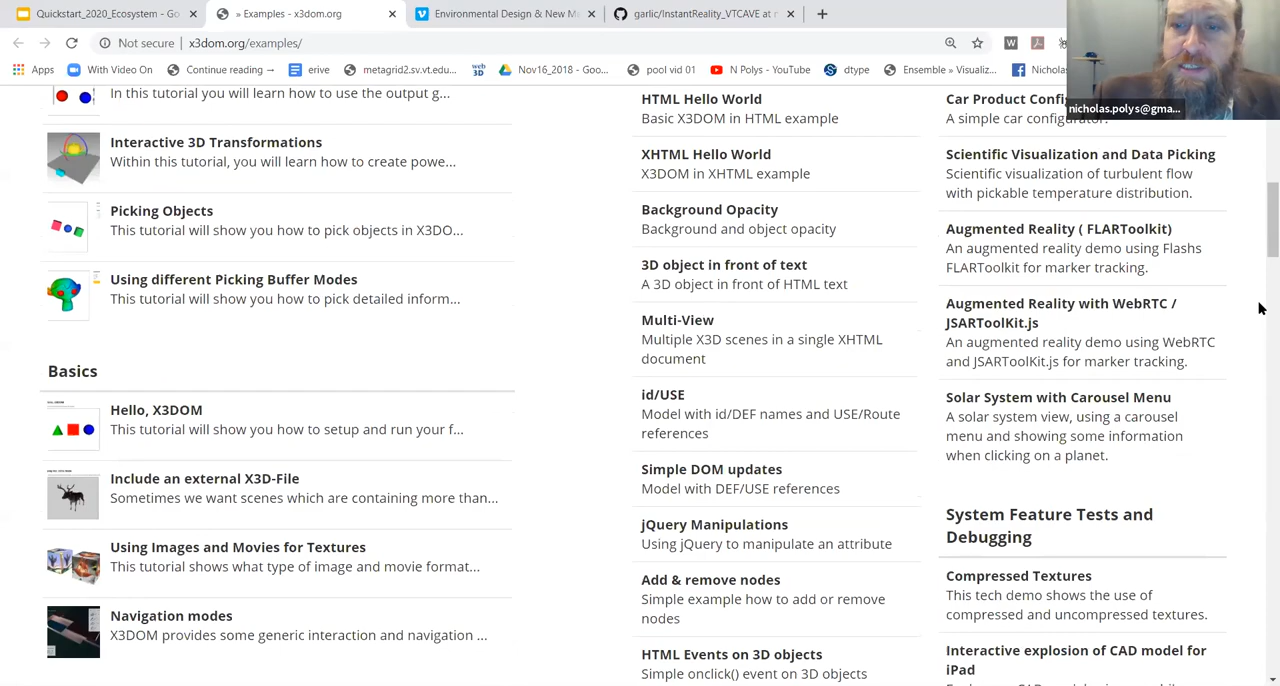 Quickstart_2020_Ecosystem - Go
» Examples - x3dom.org
Environmental Design & New M
garlic/InstantReality_VTCAVE at r
Not secure
x3dom.org/examples/
Apps
With Video On
Continue reading →
erive
metagrid2.sv.vt.edu...
web
3D
Nov16_2018 - Goo...
pool vid 01
N Polys - YouTube
dtype
Ensemble » Visualiz...
Nichola
nicholas.polys@gma...
In this tutorial you will learn how to use the output g...
Interactive 3D Transformations
Within this tutorial, you will learn how to create powe...
Picking Objects
This tutorial will show you how to pick objects in X3DO...
Using different Picking Buffer Modes
This tutorial will show you how to pick detailed inform...
Basics
Hello, X3DOM
This tutorial will show you how to setup and run your f...
Include an external X3D-File
Sometimes we want scenes which are containing more than...
Using Images and Movies for Textures
This tutorial shows what type of image and movie format...
Navigation modes
X3DOM provides some generic interaction and navigation ...
HTML Hello World
Basic X3DOM in HTML example
XHTML Hello World
X3DOM in XHTML example
Background Opacity
Background and object opacity
3D object in front of text
A 3D object in front of HTML text
Multi-View
Multiple X3D scenes in a single XHTML
document
id/USE
Model with id/DEF names and USE/Route
references
Simple DOM updates
Model with DEF/USE references
jQuery Manipulations
Using jQuery to manipulate an attribute
Add & remove nodes
Simple example how to add or remove
nodes
HTML Events on 3D objects
Simple onclick() event on 3D objects
Car Product Config
A simple car configurator.
Scientific Visualization and Data Picking
Scientific visualization of turbulent flow
with pickable temperature distribution.
Augmented Reality ( FLARToolkit)
An augmented reality demo using Flashs
FLARToolkit for marker tracking.
Augmented Reality with WebRTC /
JSARToolKit.js
An augmented reality demo using WebRTC
and JSARToolKit.js for marker tracking.
Solar System with Carousel Menu
A solar system view, using a carousel
menu and showing some information
when clicking on a planet.
System Feature Tests and
Debugging
Compressed Textures
This tech demo shows the use of
compressed and uncompressed textures.
Interactive explosion of CAD model for
iPad